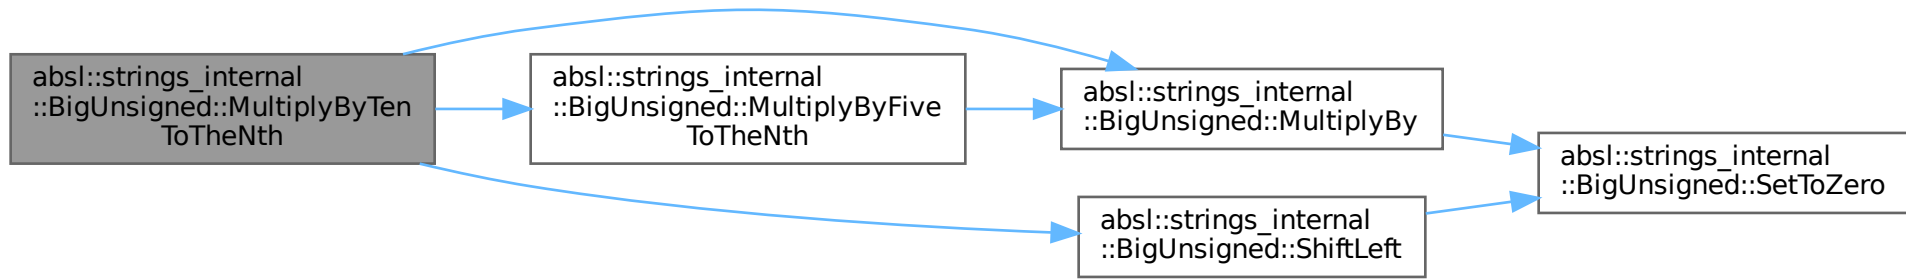 absl::strings_internal
::BigUnsigned::MultiplyByTen
ToTheNth
absl::strings_internal
::BigUnsigned::MultiplyByFive
ToTheNth
absl::strings_internal
::BigUnsigned::MultiplyBy
absl::strings_internal
::BigUnsigned::ShiftLeft
absl::strings_internal
::BigUnsigned::SetToZero